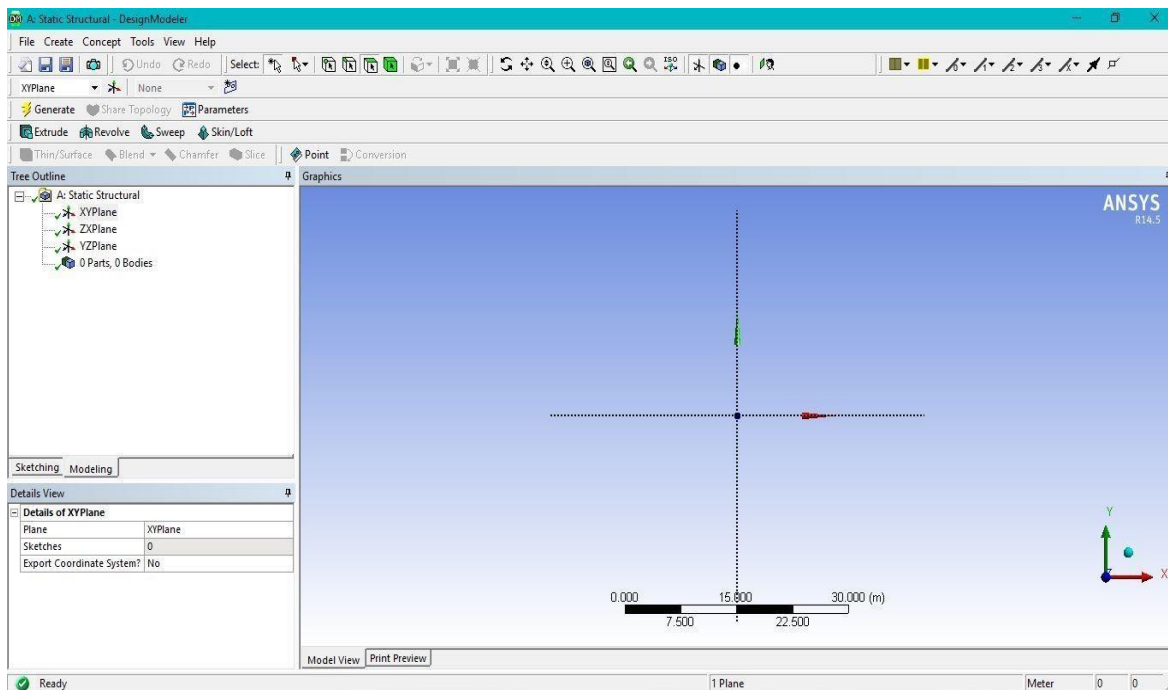 A: Static Structural - DesignModeler
File Create Concept Tools View Help
Undo Redo Select:
XYPlane None
Generate Share Topology Parameters
Extrude Revolve Sweep Skin/Loft
Thin/Surface Blend Chamfer Slice Point Conversion
Tree Outline
A: Static Structural
XYPlane
ZXPlane
YZPlane
0 Parts, 0 Bodies
Sketching Modeling
Details View
Details of XYPlane
Plane XYPlane
Sketches 0
Export Coordinate System? No
Graphics
ANSYS
R14.5
Y
X
Z
0.000 15.000 30.000 (m)
7.500 22.500
Model View Print Preview
Ready 1 Plane Meter 0 0